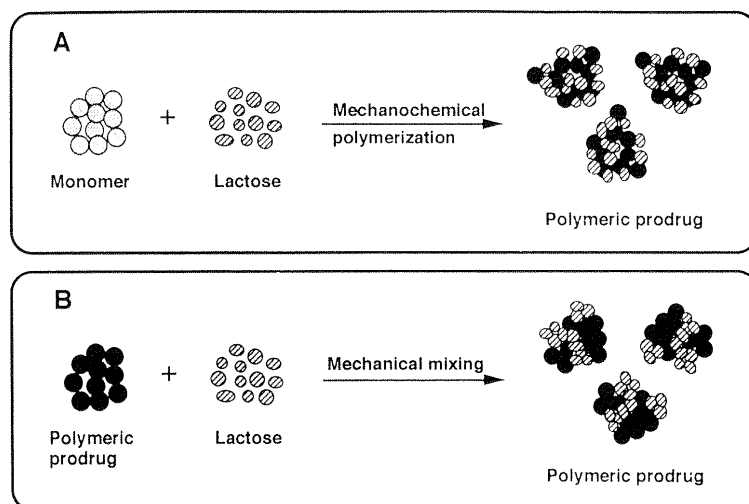 A
+
Mechanochemical
polymerization
Monomer
Lactose
Polymeric prodrug
B
+
Mechanical mixing
Polymeric
prodrug
Lactose
Polymeric prodrug